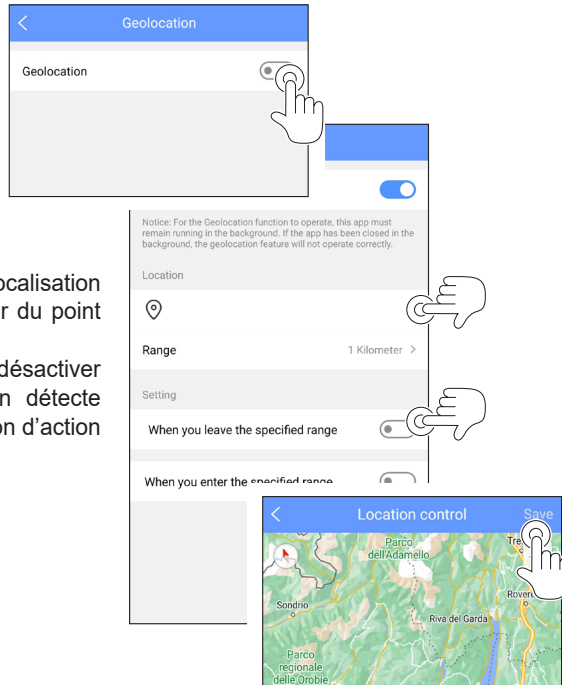 Geolocation
Geolocation
Notice: For the Geolocation function to operate, this app must
remain running in the background. If the app has been closed in the
background, the geolocation feature will not operate correctly.
Location
Range 1 Kilometer >
Setting
When you leave the specified range
When you enter the specified range
du point
désactiver
détecte
d’action
Location control Save
Parco
dell'Adamello
Sondrio
Riva del Garda
Parco
regionale
delle Orobie